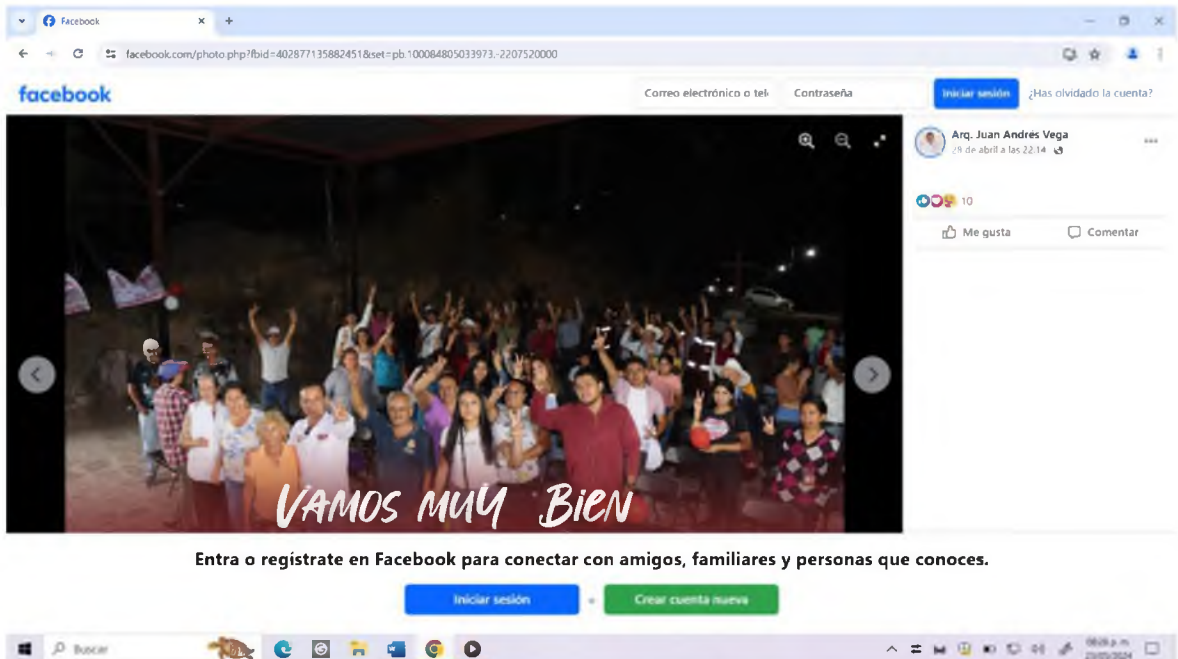 Facebook
facebook.com/photo.php?fbid=402877135882451&set=pb.100084805033973.-2207520000
facebook
Correo electrónico o telé
Contraseña
Iniciar sesión
¿Has olvidado la cuenta?
Arq. Juan Andrés Vega
29 de abril a las 22:14
10
Me gusta
Comentar
VAMOS MUY BIEN
Entra o regístrate en Facebook para conectar con amigos, familiares y personas que conoces.
Iniciar sesión
o
Crear cuenta nueva
Buscar
23/05/2024